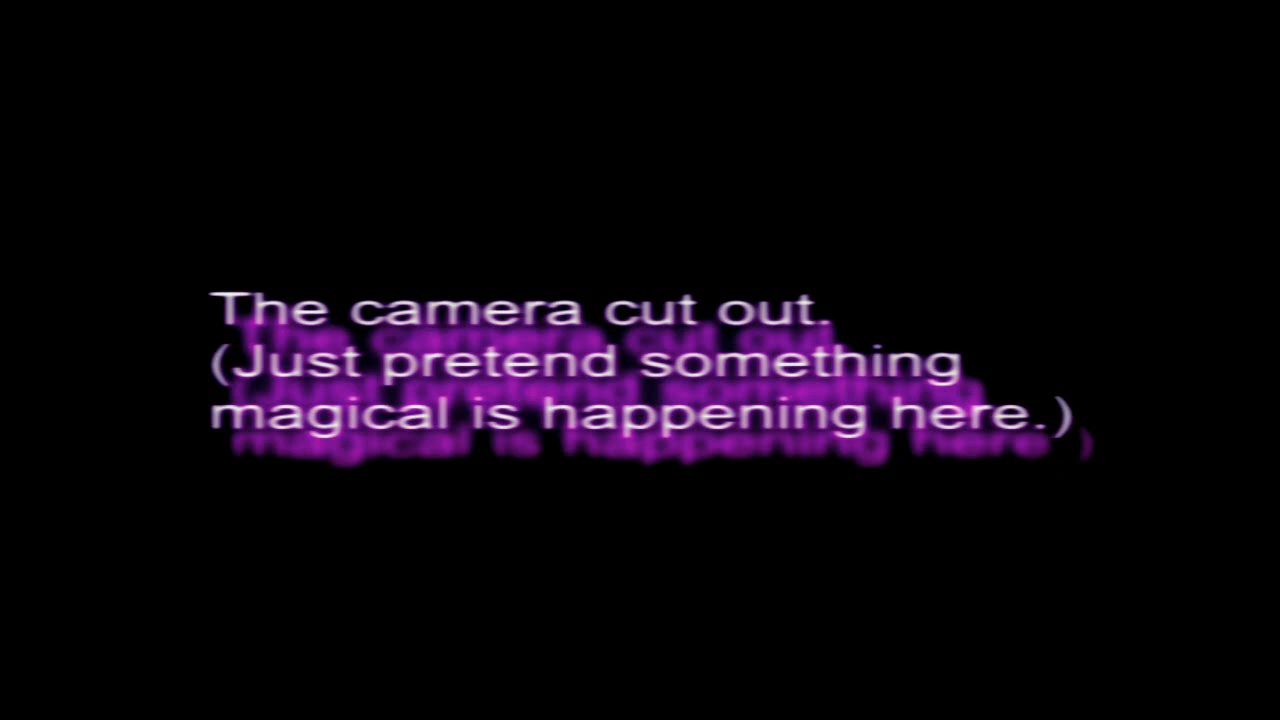 The camera cut out.
(Just pretend something
magical is happening here.)